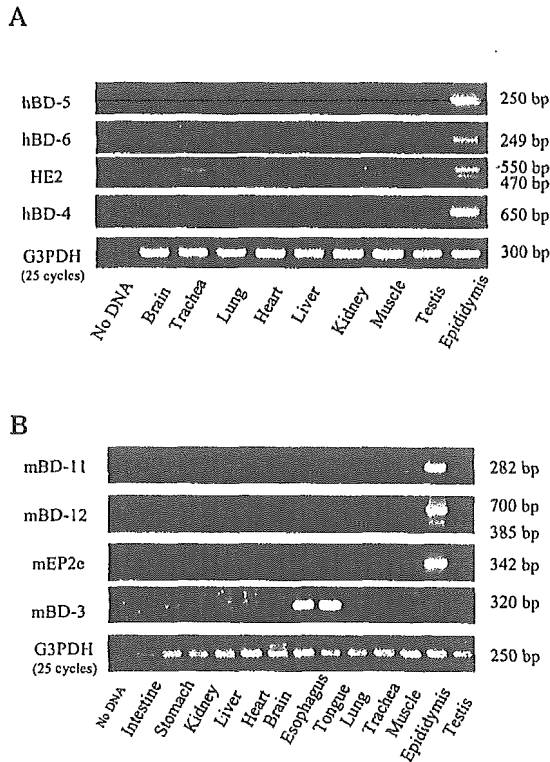 A
hBD-5 250 bp
hBD-6 249 bp
HE2 550 bp
470 bp
hBD-4 650 bp
G3PDH 300 bp
(25 cycles)
No DNA Brain Trachea Lung Heart Liver Kidney Muscle Testis Epididymis
B
mBD-11 282 bp
mBD-12 700 bp
385 bp
mEP2e 342 bp
mBD-3 320 bp
G3PDH 250 bp
(25 cycles)
No DNA Intestine Stomach Kidney Liver Heart Brain Esophagus Tongue Lung Trachea Muscle Epididymis Testis